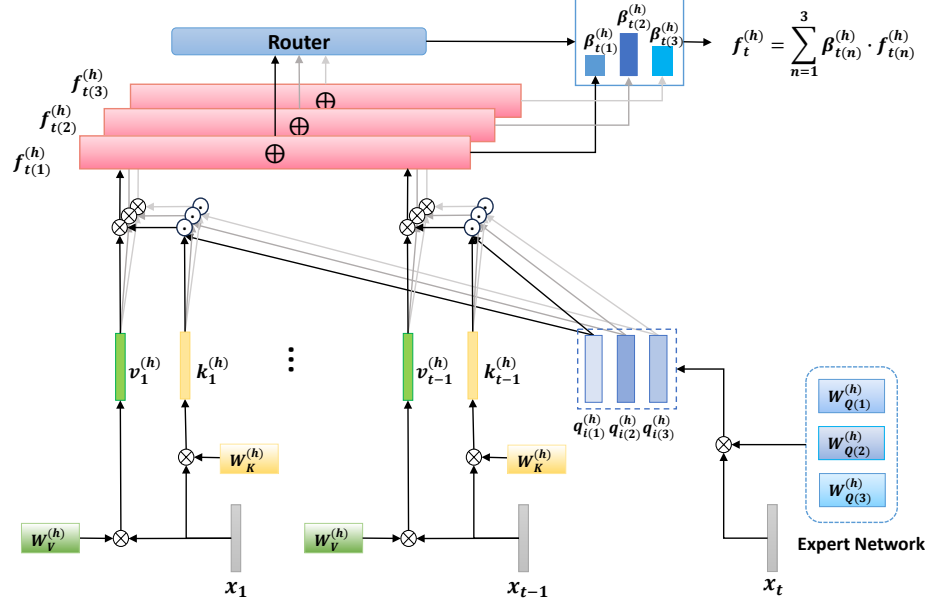 Router
β_{t(1)}^{(h)} β_{t(2)}^{(h)} β_{t(3)}^{(h)}
f_t^{(h)} = \sum_{n=1}^{3} β_{t(n)}^{(h)} · f_{t(n)}^{(h)}
f_{t(3)}^{(h)}
f_{t(2)}^{(h)}
f_{t(1)}^{(h)}
v_1^{(h)} k_1^{(h)} ⋮ v_{t-1}^{(h)} k_{t-1}^{(h)}
q_{i(1)}^{(h)} q_{i(2)}^{(h)} q_{i(3)}^{(h)}
W_{Q(1)}^{(h)}
W_{Q(2)}^{(h)}
W_{Q(3)}^{(h)}
W_K^{(h)} W_K^{(h)}
W_V^{(h)} W_V^{(h)}
Expert Network
x_1 x_{t-1} x_t